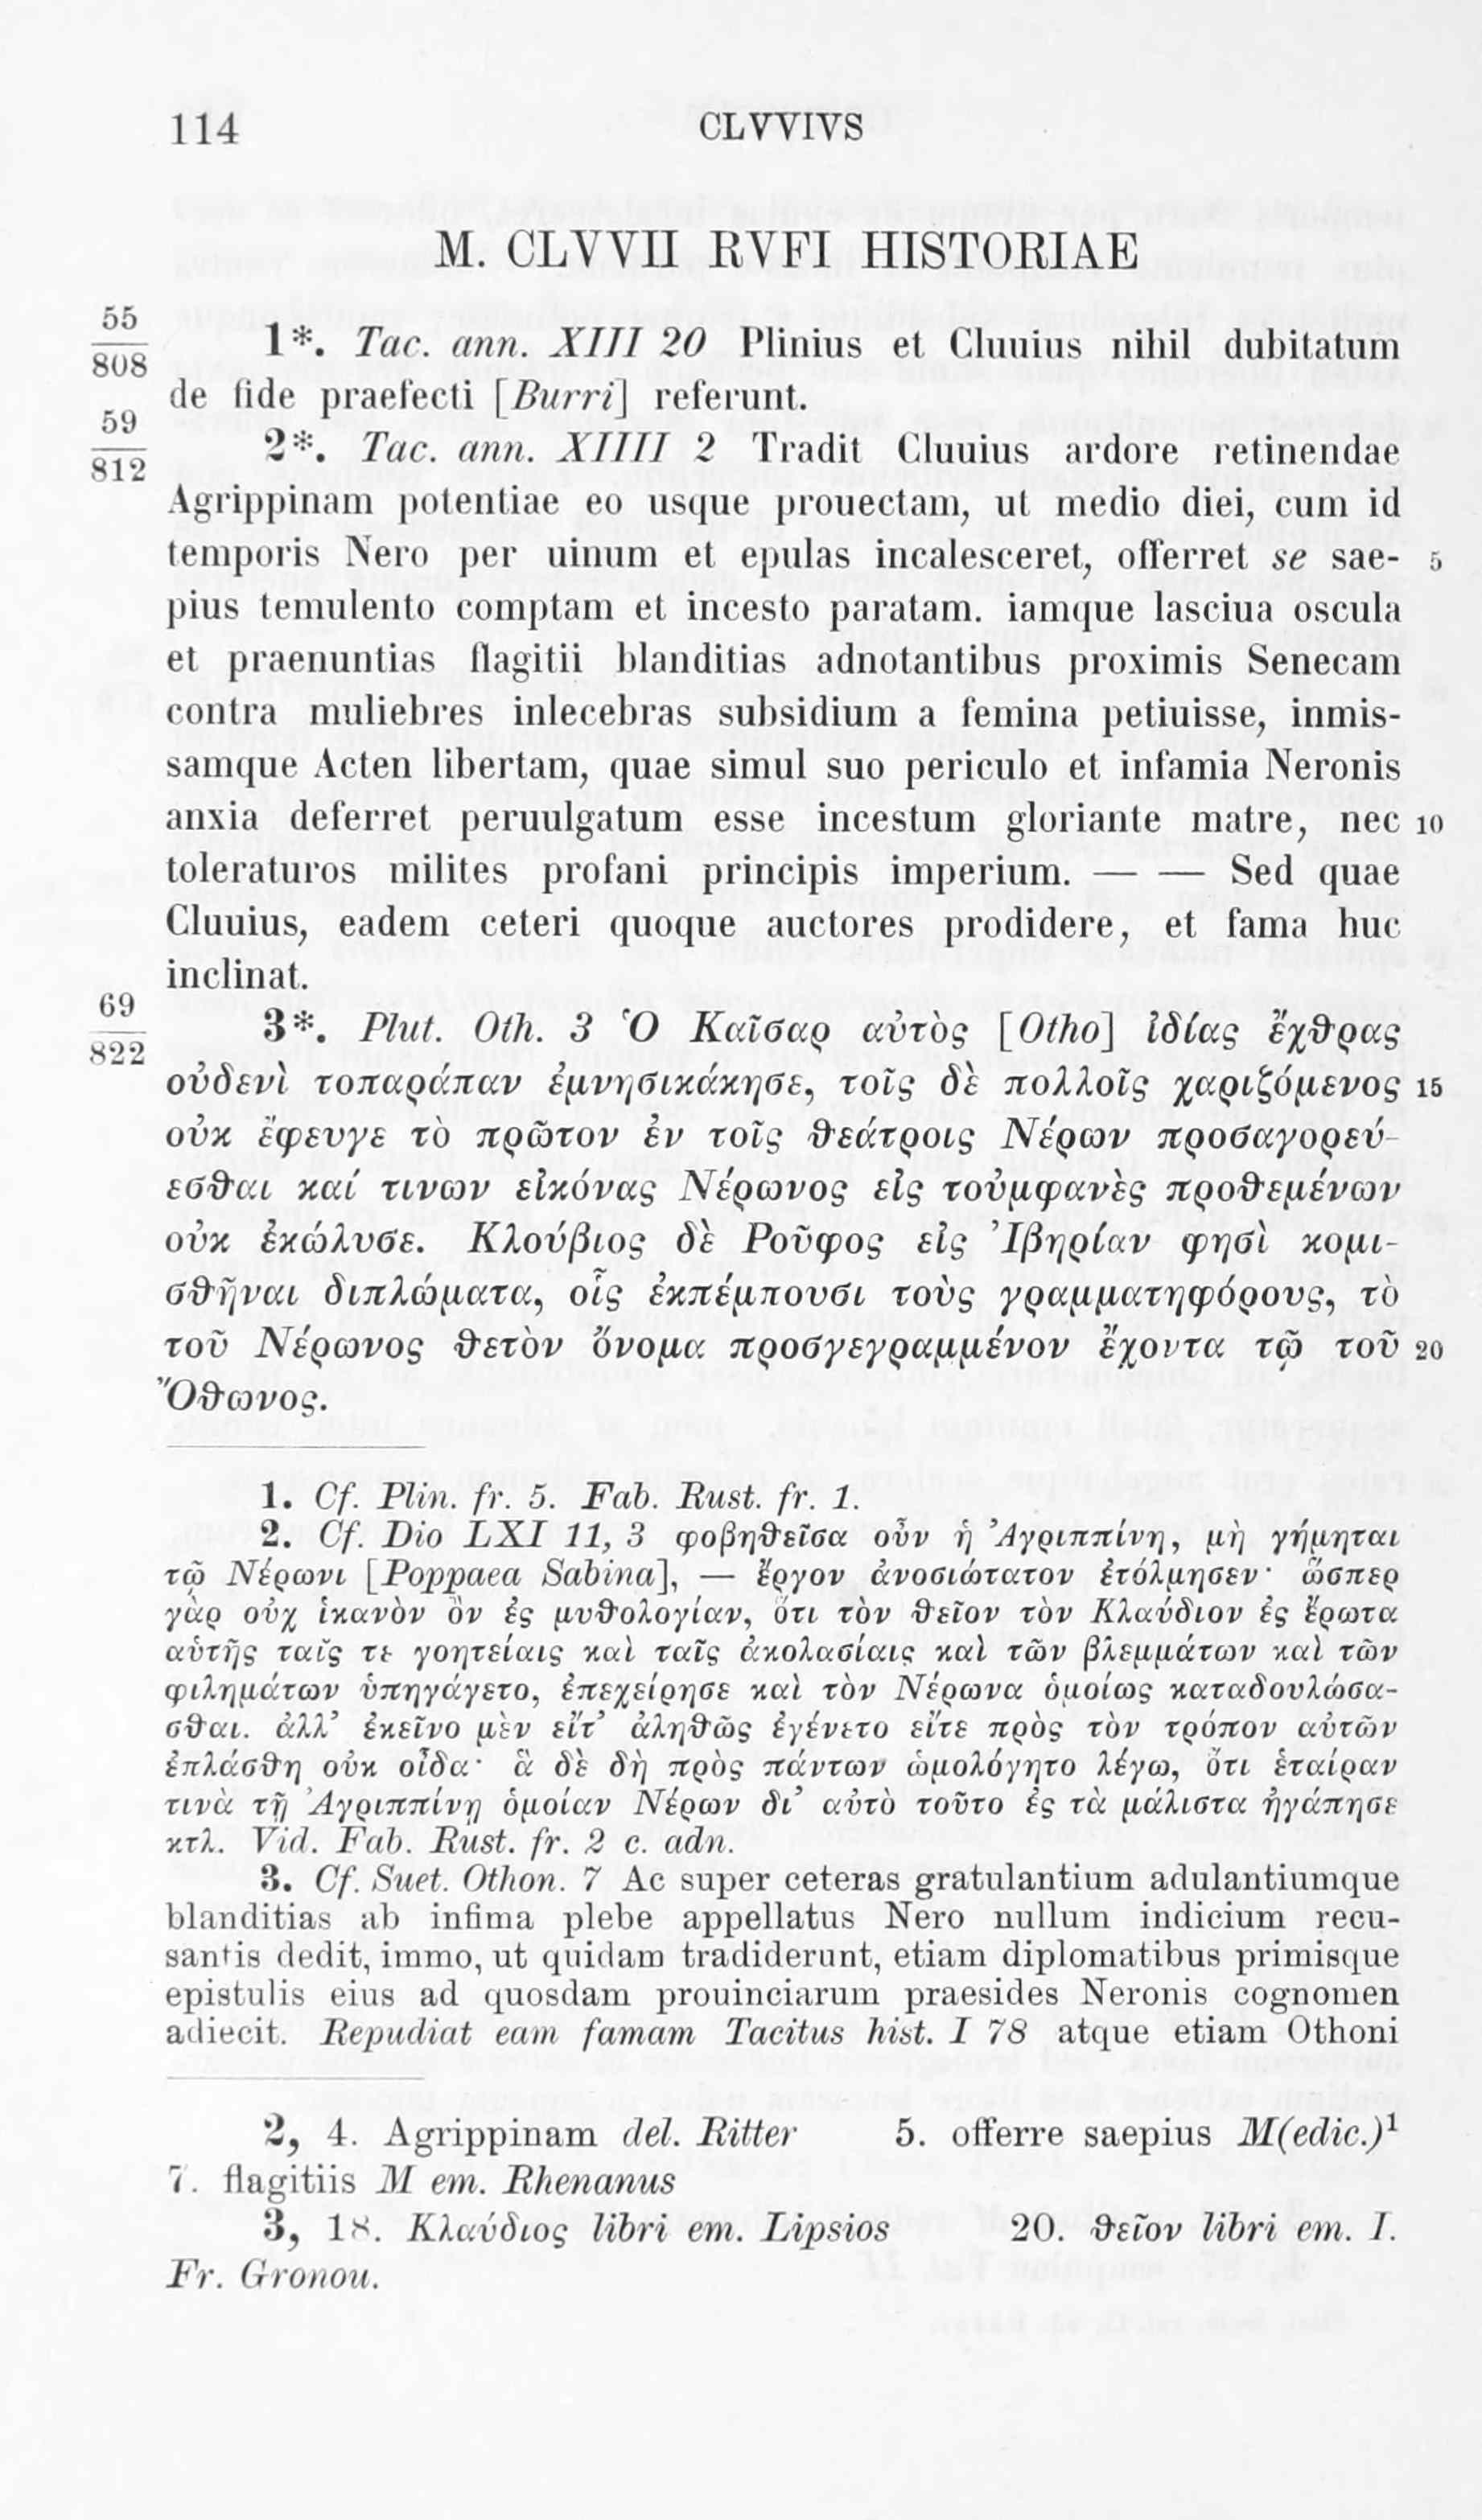 114 CLVVIVS
M. CLVVII RVFI HISTORIAE
55
808
1*. Tac. ann. XIII 20 Plinius et Cluuius nihil dubitatum
de fide praefecti [Burri] referunt.
59
812
2*. Tac. ann. XIIII 2 Tradit Cluuius ardore retinendae
Agrippinam potentiae eo usque prouectam, ut medio diei, cum id
temporis Nero per uinum et epulas incalesceret, offerret se sae- 5
pius temulento comptam et incesto paratam. iamque lasciua oscula
et praenuntias flagitii blanditias adnotantibus proximis Senecam
contra muliebres inlecebras subsidium a femina petiuisse, inmis-
samque Acten libertam, quae simul suo periculo et infamia Neronis
anxia deferret peruulgatum esse incestum gloriante matre, nec 10
toleraturos milites profani principis imperium. — — Sed quae
Cluuius, eadem ceteri quoque auctores prodidere, et fama huc
inclinat.
69
822
3*. Plut. Oth. 3 Ὁ Καῖσαρ αὐτὸς [Otho] ἰδίας ἔχθρας
οὐδενὶ τοπαράπαν ἐμνησικάκησε, τοῖς δὲ πολλοῖς χαριζόμενος 15
οὐκ ἔφευγε τὸ πρῶτον ἐν τοῖς θεάτροις Νέρων προσαγορεύ-
εσθαι καί τινων εἰκόνας Νέρωνος εἰς τοὐμφανὲς προθεμένων
οὐκ ἐκώλυσε. Κλούβιος δὲ Ροῦφος εἰς Ἰβηρίαν φησὶ κομι-
σθῆναι διπλώματα, οἷς ἐκπέμπουσι τοὺς γραμματηφόρους, τὸ
τοῦ Νέρωνος θετὸν ὄνομα προσγεγραμμένον ἔχοντα τῷ τοῦ 20
Ὄθωνος.
1. Cf. Plin. fr. 5. Fab. Rust. fr. 1.
2. Cf. Dio LXI 11, 3 φοβηθεῖσα οὖν ἡ Ἀγριππίνη, μὴ γήμηται
τῷ Νέρωνι [Poppaea Sabina], — ἔργον ἀνοσιώτατον ἐτόλμησεν· ὥσπερ
γὰρ οὐχ ἱκανὸν ὂν ἐς μυθολογίαν, ὅτι τὸν θεῖον τὸν Κλαύδιον ἐς ἔρωτα
αὑτῆς ταῖς τε γοητείαις καὶ ταῖς ἀκολασίαις καὶ τῶν βλεμμάτων καὶ τῶν
φιλημάτων ὑπηγάγετο, ἐπεχείρησε καὶ τὸν Νέρωνα ὁμοίως καταδουλώσα-
σθαι. ἀλλ’ ἐκεῖνο μὲν εἴτ’ ἀληθῶς ἐγένετο εἴτε πρὸς τὸν τρόπον αὐτῶν
ἐπλάσθη οὐκ οἶδα· ἃ δὲ δὴ πρὸς πάντων ὡμολόγητο λέγω, ὅτι ἑταίραν
τινὰ τῇ Ἀγριππίνῃ ὁμοίαν Νέρων δι’ αὐτὸ τοῦτο ἐς τὰ μάλιστα ἠγάπησε
κτλ. Vid. Fab. Rust. fr. 2 c. adn.
3. Cf. Suet. Othon. 7 Ac super ceteras gratulantium adulantiumque
blanditias ab infima plebe appellatus Nero nullum indicium recu-
santis dedit, immo, ut quidam tradiderunt, etiam diplomatibus primisque
epistulis eius ad quosdam prouinciarum praesides Neronis cognomen
adiecit. Repudiat eam famam Tacitus hist. I 78 atque etiam Othoni
2, 4. Agrippinam del. Ritter 5. offerre saepius M(edic.)¹
7. flagitiis M em. Rhenanus
3, 18. Κλαύδιος libri em. Lipsios 20. θεῖον libri em. I.
Fr. Gronou.